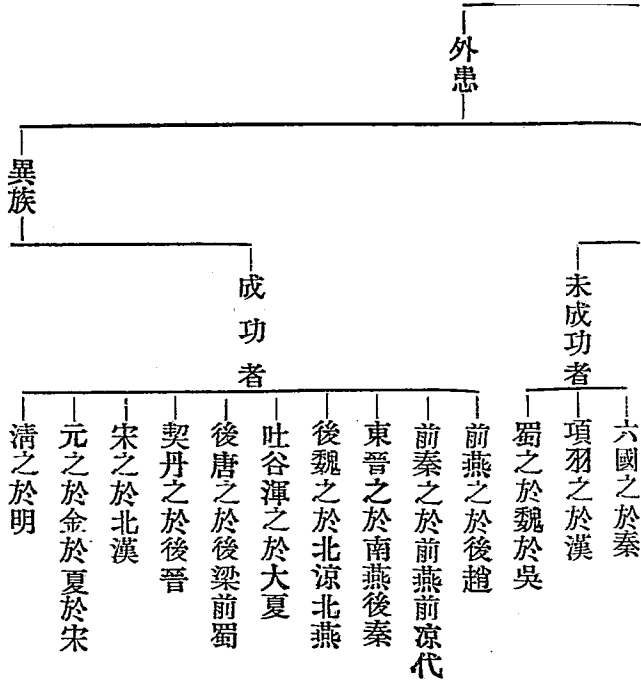 外患
未成功者
六國之於秦
項羽之於漢
蜀之於魏於吳
異族
成功者
前燕之於後趙
前秦之於前燕前凉代
東晉之於南燕後秦
後魏之於北涼北燕
吐谷渾之於大夏
後唐之於後梁前蜀
契丹之於後晉
宋之於北漢
元之於金於夏於宋
淸之於明